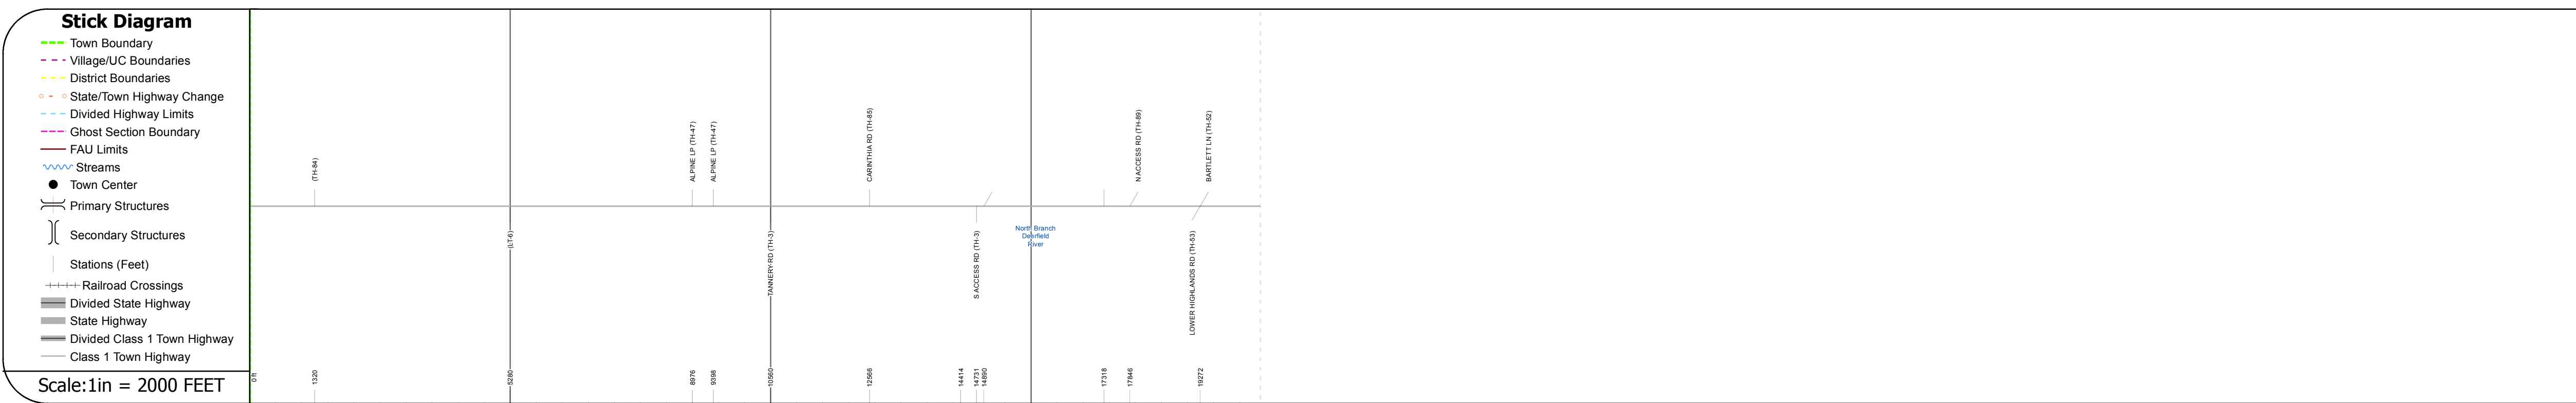 Stick Diagram
Town Boundary
Village/UC Boundaries
District Boundaries
State/Town Highway Change
Divided Highway Limits
Ghost Section Boundary
FAU Limits
Streams
Town Center
Primary Structures
Secondary Structures
Stations (Feet)
Railroad Crossings
Divided State Highway
State Highway
Divided Class 1 Town Highway
Class 1 Town Highway
Scale:1in = 2000 FEET
(TH-84)
(LT-6)
ALPINE LP (TH-47)
ALPINE LP (TH-47)
TANNERY RD (TH-3)
CARINTHIA RD (TH-85)
S ACCESS RD (TH-3)
North Branch
Deerfield
River
N ACCESS RD (TH-89)
LOWER HIGHLANDS RD (TH-53)
BARTLETT LN (TH-52)
0 ft
1320
5280
8976
9398
10560
12566
14414
14731
14890
17318
17846
19272